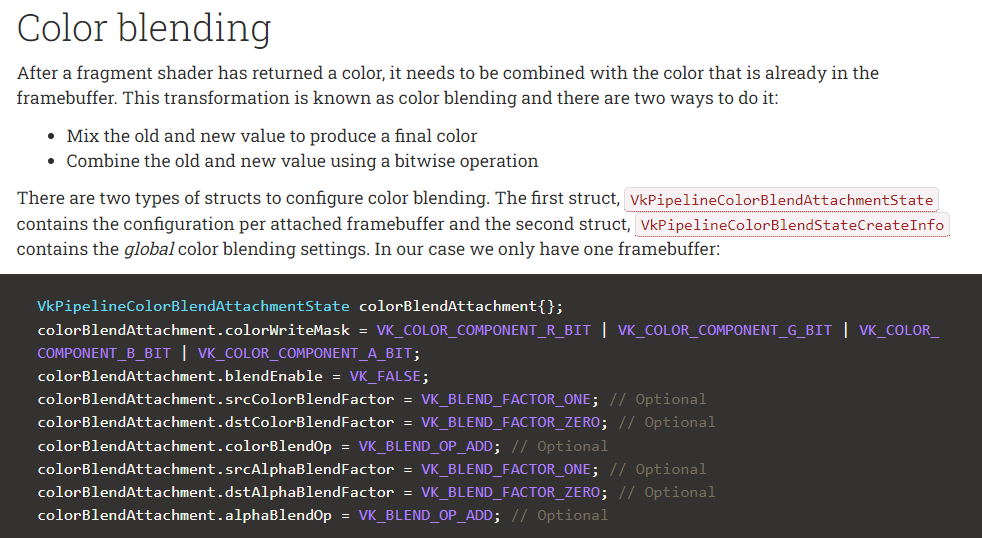 Color blending
After a fragment shader has returned a color, it needs to be combined with the color that is already in the
framebuffer. This transformation is known as color blending and there are two ways to do it:
• Mix the old and new value to produce a final color
• Combine the old and new value using a bitwise operation
There are two types of structs to configure color blending. The first struct, VkPipelineColorBlendAttachmentState
contains the configuration per attached framebuffer and the second struct, VkPipelineColorBlendStateCreateInfo
contains the global color blending settings. In our case we only have one framebuffer:
VkPipelineColorBlendAttachmentState colorBlendAttachment{};
colorBlendAttachment.colorWriteMask = VK_COLOR_COMPONENT_R_BIT | VK_COLOR_COMPONENT_G_BIT | VK_COLOR_
COMPONENT_B_BIT | VK_COLOR_COMPONENT_A_BIT;
colorBlendAttachment.blendEnable = VK_FALSE;
colorBlendAttachment.srcColorBlendFactor = VK_BLEND_FACTOR_ONE; // Optional
colorBlendAttachment.dstColorBlendFactor = VK_BLEND_FACTOR_ZERO; // Optional
colorBlendAttachment.colorBlendOp = VK_BLEND_OP_ADD; // Optional
colorBlendAttachment.srcAlphaBlendFactor = VK_BLEND_FACTOR_ONE; // Optional
colorBlendAttachment.dstAlphaBlendFactor = VK_BLEND_FACTOR_ZERO; // Optional
colorBlendAttachment.alphaBlendOp = VK_BLEND_OP_ADD; // Optional